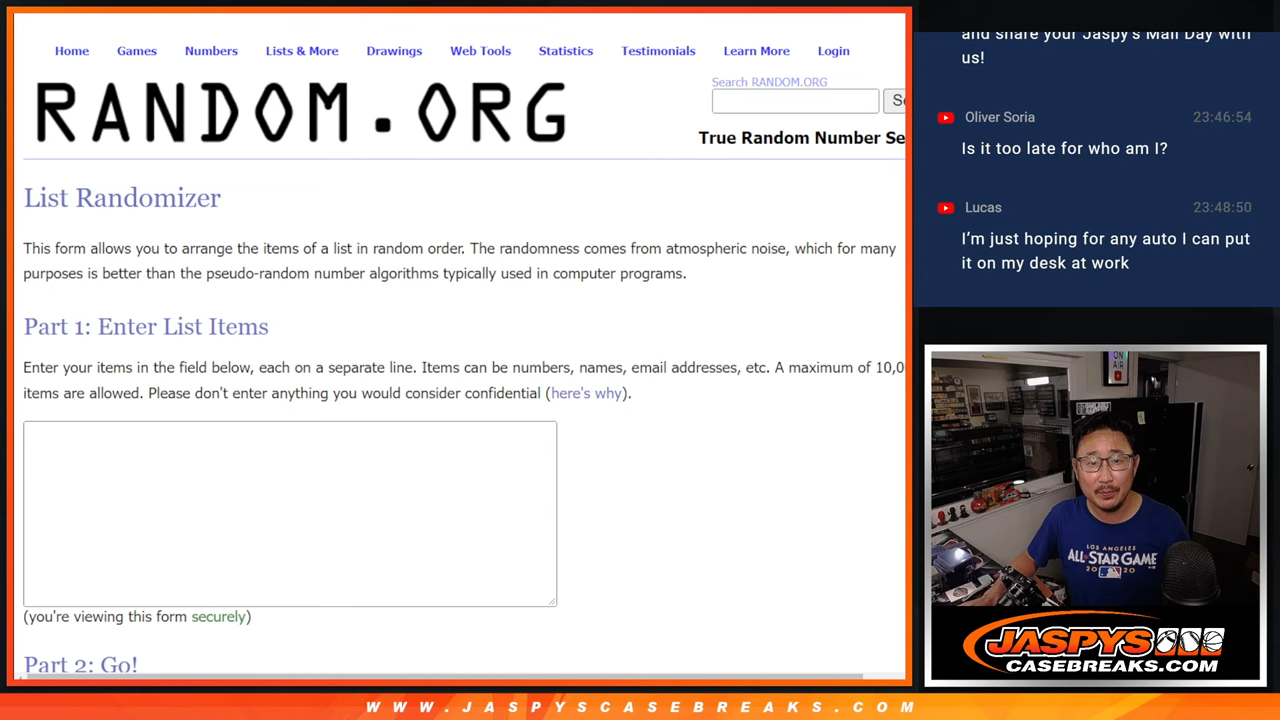 Home Games Numbers Lists & More Drawings Web Tools Statistics Testimonials Learn More Login
RANDOM.ORG
Search RANDOM.ORG
True Random Number Se
List Randomizer
This form allows you to arrange the items of a list in random order. The randomness comes from atmospheric noise, which for many
purposes is better than the pseudo-random number algorithms typically used in computer programs.
Part 1: Enter List Items
Enter your items in the field below, each on a separate line. Items can be numbers, names, email addresses, etc. A maximum of 10,0
items are allowed. Please don't enter anything you would consider confidential (here's why).
(you're viewing this form securely)
Part 2: Go!
and share your Jaspy's Mail Day with
us!
Oliver Soria 23:46:54
Is it too late for who am I?
Lucas 23:48:50
I'm just hoping for any auto I can put
it on my desk at work
ON
AIR
LOS ANGELES
ALL-STAR GAME
2020
JASPYS
CASEBREAKS.COM
WWW.JASPYSCASEBREAKS.COM